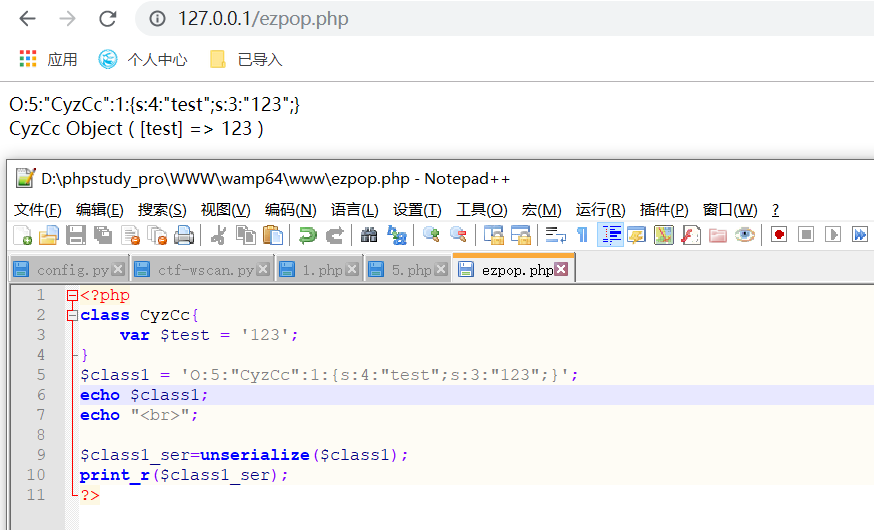 127.0.0.1/ezpop.php
应用 个人中心 已导入
O:5:"CyzCc":1:{s:4:"test";s:3:"123";}
CyzCc Object ( [test] => 123 )
D:\phpstudy_pro\WWW\wamp64\www\ezpop.php - Notepad++
文件(F) 编辑(E) 搜索(S) 视图(V) 编码(N) 语言(L) 设置(T) 工具(O) 宏(M) 运行(R) 插件(P) 窗口(W) ?
config.py ctf-wscan.py 1.php 5.php ezpop.php
1 <?php
2 class CyzCc{
3 var $test = '123';
4 }
5 $class1 = 'O:5:"CyzCc":1:{s:4:"test";s:3:"123";}';
6 echo $class1;
7 echo "<br>";
8
9 $class1_ser=unserialize($class1);
10 print_r($class1_ser);
11 ?>